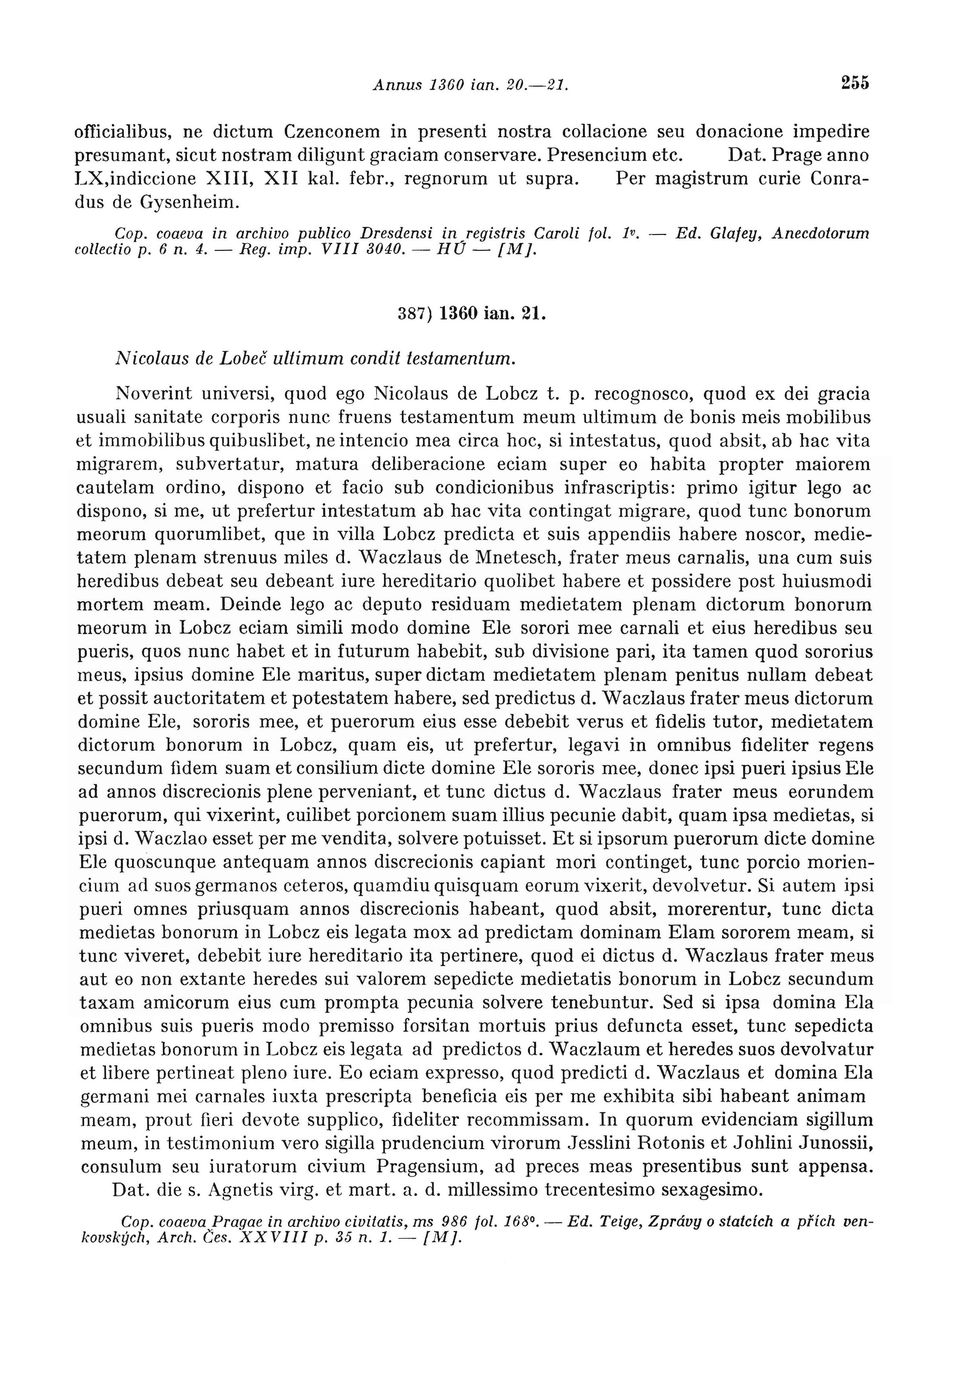 Annus 1360 ian. 20.—21. 255
officialibus, ne dictum Czenconem in presenti nostra collacione seu donacione impedire
presumant, sicut nostram diligunt graciam conservare. Presencium etc. Dat. Prage anno
LX,indiccione XIII, XII kal. febr., regnorum ut supra. Per magistrum curie Conra-
dus de Gysenheim.
Cop. coaeva in archivo publico Dresdensi in registris Caroli fol. 1v. — Ed. Glafey, Anecdotorum
collectio p. 6 n. 4. — Reg. imp. VIII 3040. — HÚ — [M].
387) 1360 ian. 21.
Nicolaus de Lobeč ultimum condit testamentum.
Noverint universi, quod ego Nicolaus de Lobcz t. p. recognosco, quod ex dei gracia
usuali sanitate corporis nunc fruens testamentum meum ultimum de bonis meis mobilibus
et immobilibus quibuslibet, ne intencio mea circa hoc, si intestatus, quod absit, ab hac vita
migrarem, subvertatur, matura deliberacione eciam super eo habita propter maiorem
cautelam ordino, dispono et facio sub condicionibus infrascriptis: primo igitur lego ac
dispono, si me, ut prefertur intestatum ab hac vita contingat migrare, quod tunc bonorum
meorum quorumlibet, que in villa Lobcz predicta et suis appendiis habere noscor, medie-
tatem plenam strenuus miles d. Waczlaus de Mnetesch, frater meus carnalis, una cum suis
heredibus debeat seu debeant iure hereditario quolibet habere et possidere post huiusmodi
mortem meam. Deinde lego ac deputo residuam medietatem plenam dictorum bonorum
meorum in Lobcz eciam simili modo domine Ele sorori mee carnali et eius heredibus seu
pueris, quos nunc habet et in futurum habebit, sub divisione pari, ita tamen quod sororius
meus, ipsius domine Ele maritus, super dictam medietatem plenam penitus nullam debeat
et possit auctoritatem et potestatem habere, sed predictus d. Waczlaus frater meus dictorum
domine Ele, sororis mee, et puerorum eius esse debebit verus et fidelis tutor, medietatem
dictorum bonorum in Lobcz, quam eis, ut prefertur, legavi in omnibus fideliter regens
secundum fidem suam et consilium dicte domine Ele sororis mee, donec ipsi pueri ipsius Ele
ad annos discrecionis plene perveniant, et tunc dictus d. Waczlaus frater meus eorundem
puerorum, qui vixerint, cuilibet porcionem suam illius pecunie dabit, quam ipsa medietas, si
ipsi d. Waczlao esset per me vendita, solvere potuisset. Et si ipsorum puerorum dicte domine
Ele quoscunque antequam annos discrecionis capiant mori continget, tunc porcio morien-
cium ad suos germanos ceteros, quamdiu quisquam eorum vixerit, devolvetur. Si autem ipsi
pueri omnes priusquam annos discrecionis habeant, quod absit, morerentur, tunc dicta
medietas bonorum in Lobcz eis legata mox ad predictam dominam Elam sororem meam, si
tunc viveret, debebit iure hereditario ita pertinere, quod ei dictus d. Waczlaus frater meus
aut eo non extante heredes sui valorem sepedicte medietatis bonorum in Lobcz secundum
taxam amicorum eius cum prompta pecunia solvere tenebuntur. Sed si ipsa domina Ela
omnibus suis pueris modo premisso forsitan mortuis prius defuncta esset, tunc sepedicta
medietas bonorum in Lobcz eis legata ad predictos d. Waczlaum et heredes suos devolvatur
et libere pertineat pleno iure. Eo eciam expresso, quod predicti d. Waczlaus et domina Ela
germani mei carnales iuxta prescripta beneficia eis per me exhibita sibi habeant animam
meam, prout fieri devote supplico, fideliter recommissam. In quorum evidenciam sigillum
meum, in testimonium vero sigilla prudencium virorum Jesslini Rotonis et Johlini Junossii,
consulum seu iuratorum civium Pragensium, ad preces meas presentibus sunt appensa.
Dat. die s. Agnetis virg. et mart. a. d. millessimo trecentesimo sexagesimo.
Cop. coaeva Pragae in archivo civitatis, ms 986 fol. 168⁰. — Ed. Teige, Zprávy o statcích a přích ven-
kovských, Arch. Čes. XXVIII p. 35 n. 1. — [M].